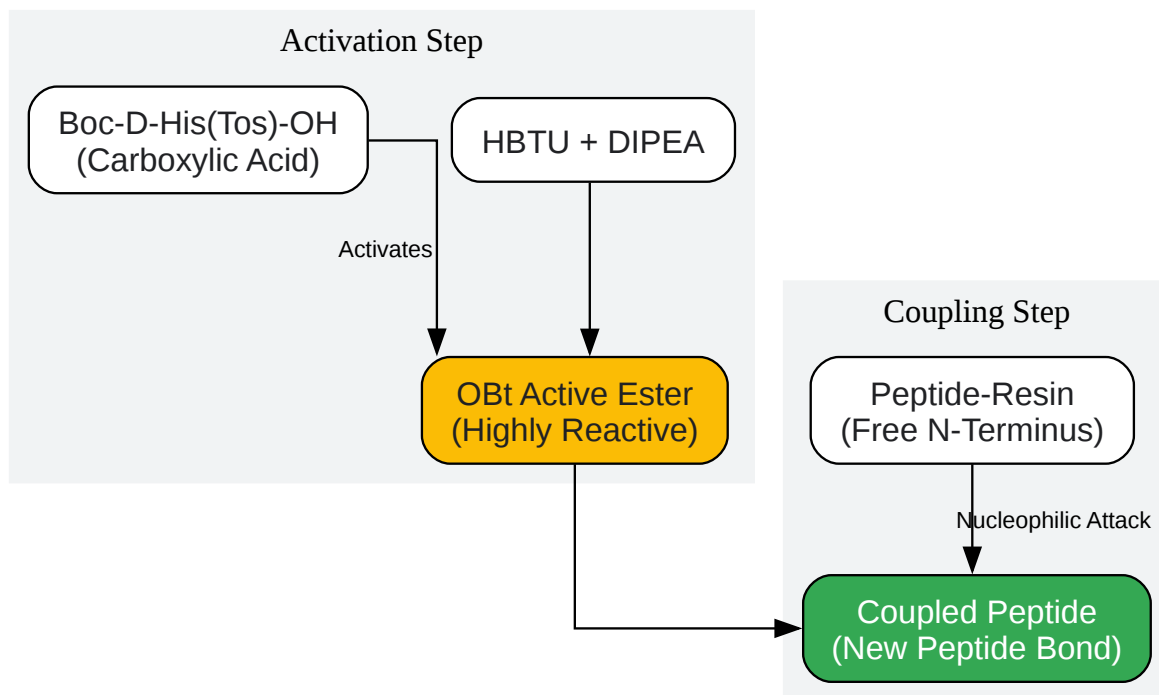 Activation Step
Boc-D-His(Tos)-OH
(Carboxylic Acid)
HBTU + DIPEA
Activates
OBt Active Ester
(Highly Reactive)
Coupling Step
Peptide-Resin
(Free N-Terminus)
Nucleophilic Attack
Coupled Peptide
(New Peptide Bond)